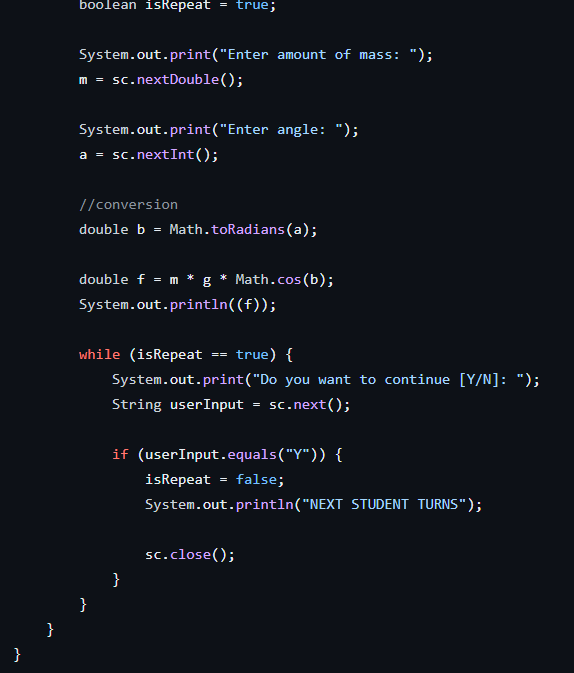 boolean isRepeat = true;
System.out.print("Enter amount of mass: ");
m = sc.nextDouble();
System.out.print("Enter angle: ");
a = sc.nextInt();
//conversion
double b = Math.toRadians(a);
double f = m * g * Math.cos(b);
System.out.println((f));
while (isRepeat == true) {
System.out.print("Do you want to continue [Y/N]: ");
String userInput = sc.next();
if (userInput.equals("Y")) {
isRepeat = false;
System.out.println("NEXT STUDENT TURNS");
sc.close();
}
}
}
}